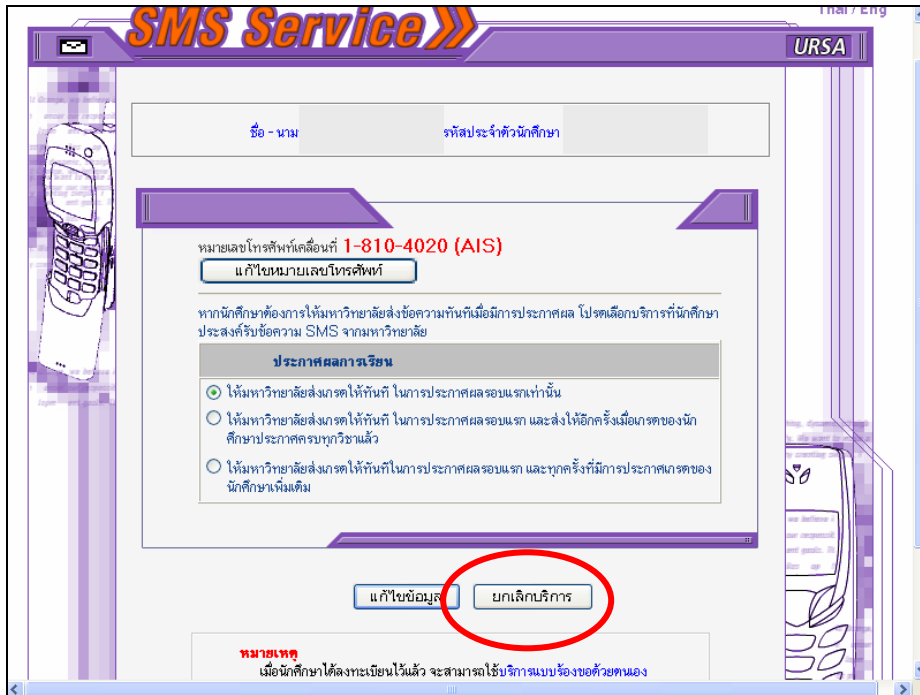 Thai / Eng
SMS Service
URSA
ชื่อ - นาม รหัสประจำตัวนักศึกษา
หมายเลขโทรศัพท์เคลื่อนที่ 1-810-4020 (AIS)
แก้ไขหมายเลขโทรศัพท์
หากนักศึกษาต้องการให้มหาวิทยาลัยส่งข้อความทันทีเมื่อมีการประกาศผล โปรดเลือกบริการที่นักศึกษา
ประสงค์รับข้อความ SMS จากมหาวิทยาลัย
ประกาศผลการเรียน
ให้มหาวิทยาลัยส่งเกรดให้ทันที ในการประกาศผลรอบแรกเท่านั้น
ให้มหาวิทยาลัยส่งเกรดให้ทันที ในการประกาศผลรอบแรก และส่งให้อีกครั้งเมื่อเกรดของนัก
ศึกษาประกาศครบทุกวิชาแล้ว
ให้มหาวิทยาลัยส่งเกรดให้ทันทีในการประกาศผลรอบแรก และทุกครั้งที่มีการประกาศเกรดของ
นักศึกษาเพิ่มเติม
แก้ไขข้อมูล
ยกเลิกบริการ
หมายเหตุ
เมื่อนักศึกษาได้ลงทะเบียนไว้แล้ว จะสามารถใช้บริการแบบร้องขอด้วยตนเอง